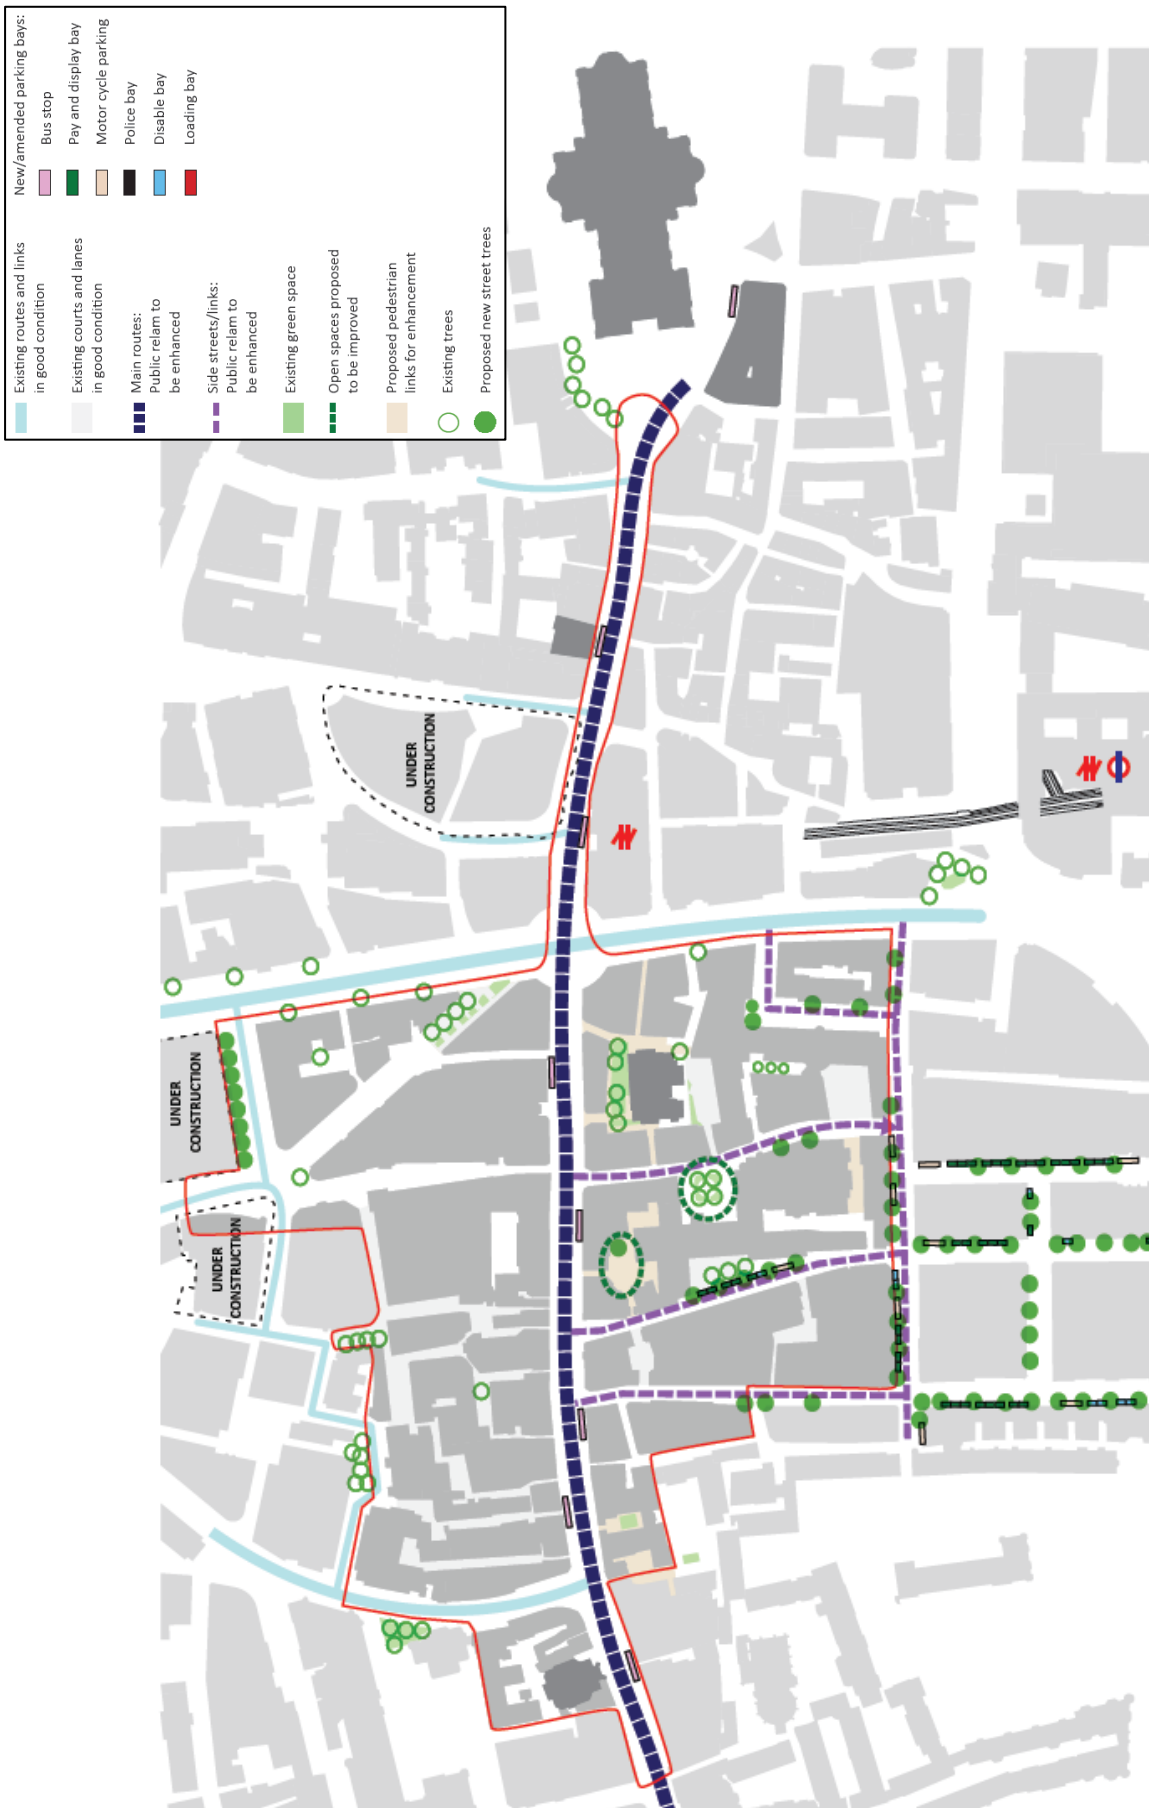 Existing routes and links
in good condition
Existing courts and lanes
in good condition
Main routes:
Public relam to
be enhanced
Side streets/links:
Public relam to
be enhanced
Existing green space
Open spaces proposed
to be improved
Proposed pedestrian
links for enhancement
Existing trees
Proposed new street trees
New/amended parking bays:
Bus stop
Pay and display bay
Motor cycle parking
Police bay
Disable bay
Loading bay
UNDER
CONSTRUCTION
UNDER
CONSTRUCTION
UNDER
CONSTRUCTION